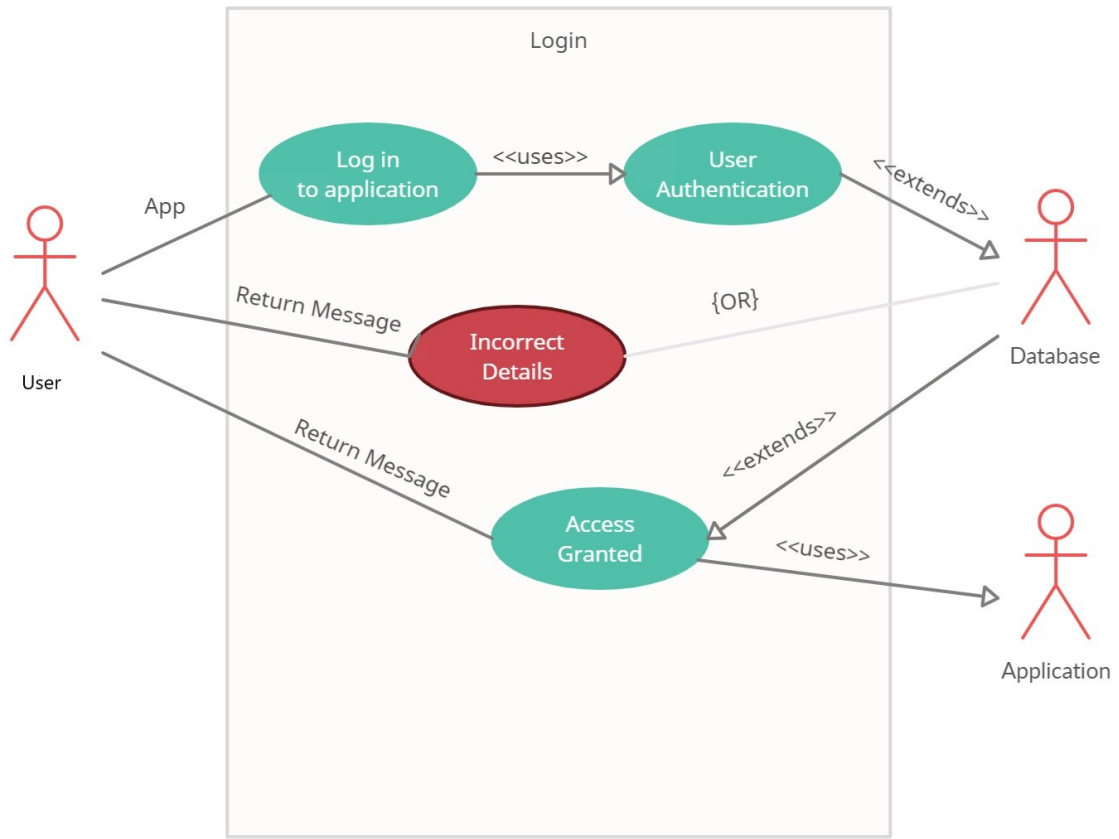 Login
Log in
to application
<<uses>>
User
Authentication
<<extends>>
App
User
Return Message
Incorrect
Details
{OR}
Database
Return Message
<<extends>>
Access
Granted
<<uses>>
Application